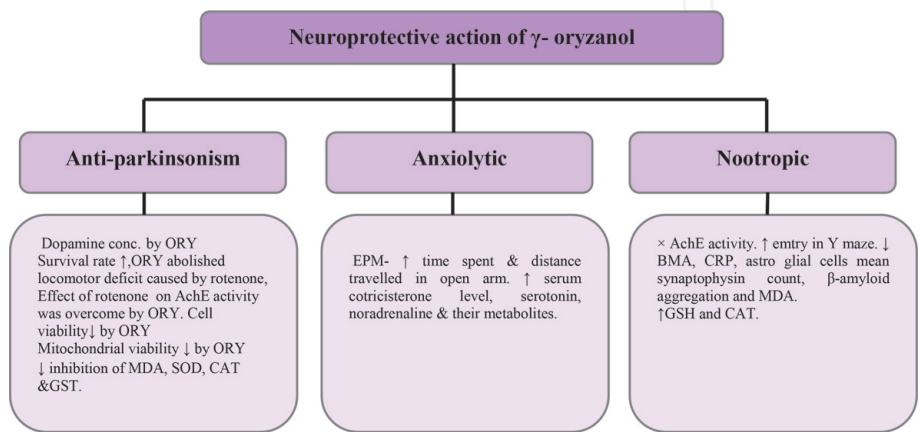 Neuroprotective action of γ- oryzanol
Anti-parkinsonism
Anxiolytic
Nootropic
Dopamine conc. by ORY
Survival rate ↑,ORY abolished
locomotor deficit caused by rotenone,
Effect of rotenone on AchE activity
was overcome by ORY. Cell
viability↓ by ORY
Mitochondrial viability ↓ by ORY
↓ inhibition of MDA, SOD, CAT
&GST.
EPM- ↑ time spent & distance
travelled in open arm. ↑ serum
cotricisterone level, serotonin,
noradrenaline & their metabolites.
× AchE activity. ↑ emtry in Y maze. ↓
BMA, CRP, astro glial cells mean
synaptophysin count, β-amyloid
aggregation and MDA.
↑GSH and CAT.